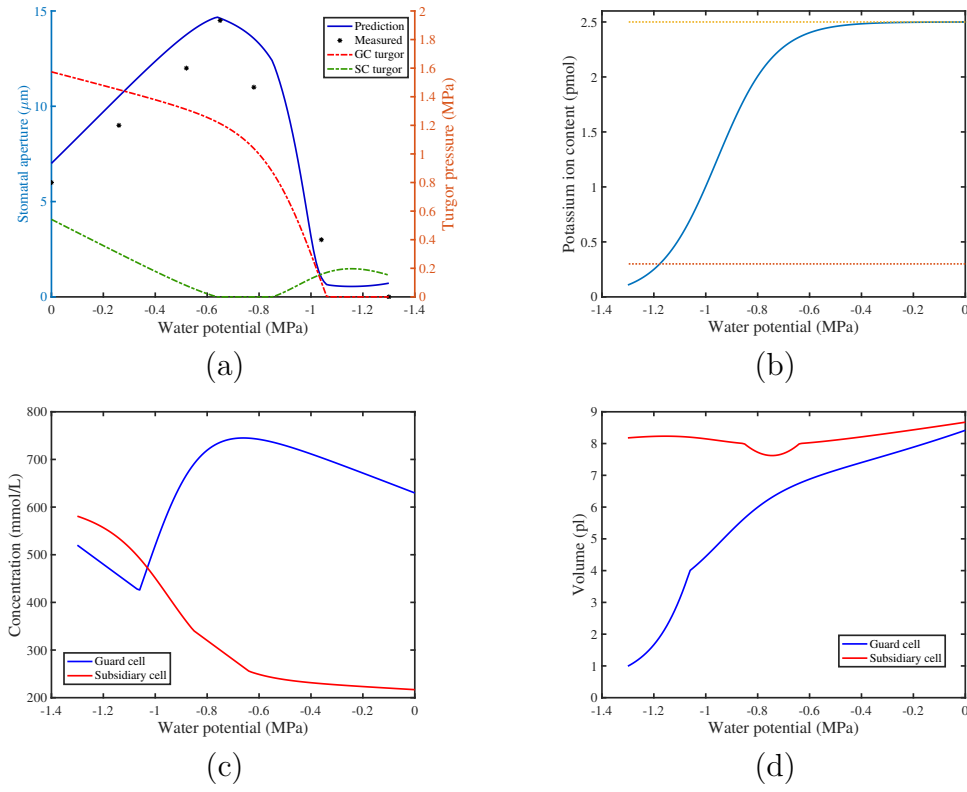 15
10
5
0
Stomatal aperture (μm)
2
1.8
1.6
1.4
1.2
1
0.8
0.6
0.4
0.2
0
Turgor pressure (MPa)
Prediction
Measured
GC turgor
SC turgor
0 -0.2 -0.4 -0.6 -0.8 -1 -1.2 -1.4
Water potential (MPa)
(a)
2.5
2
1.5
1
0.5
0
Potassium ion content (pmol)
-1.4 -1.2 -1 -0.8 -0.6 -0.4 -0.2 0
Water potential (MPa)
(b)
800
700
600
500
400
300
200
Concentration (mmol/L)
Guard cell
Subsidiary cell
-1.4 -1.2 -1 -0.8 -0.6 -0.4 -0.2 0
Water potential (MPa)
(c)
9
8
7
6
5
4
3
2
1
0
Volume (pl)
Guard cell
Subsidiary cell
-1.4 -1.2 -1 -0.8 -0.6 -0.4 -0.2 0
Water potential (MPa)
(d)